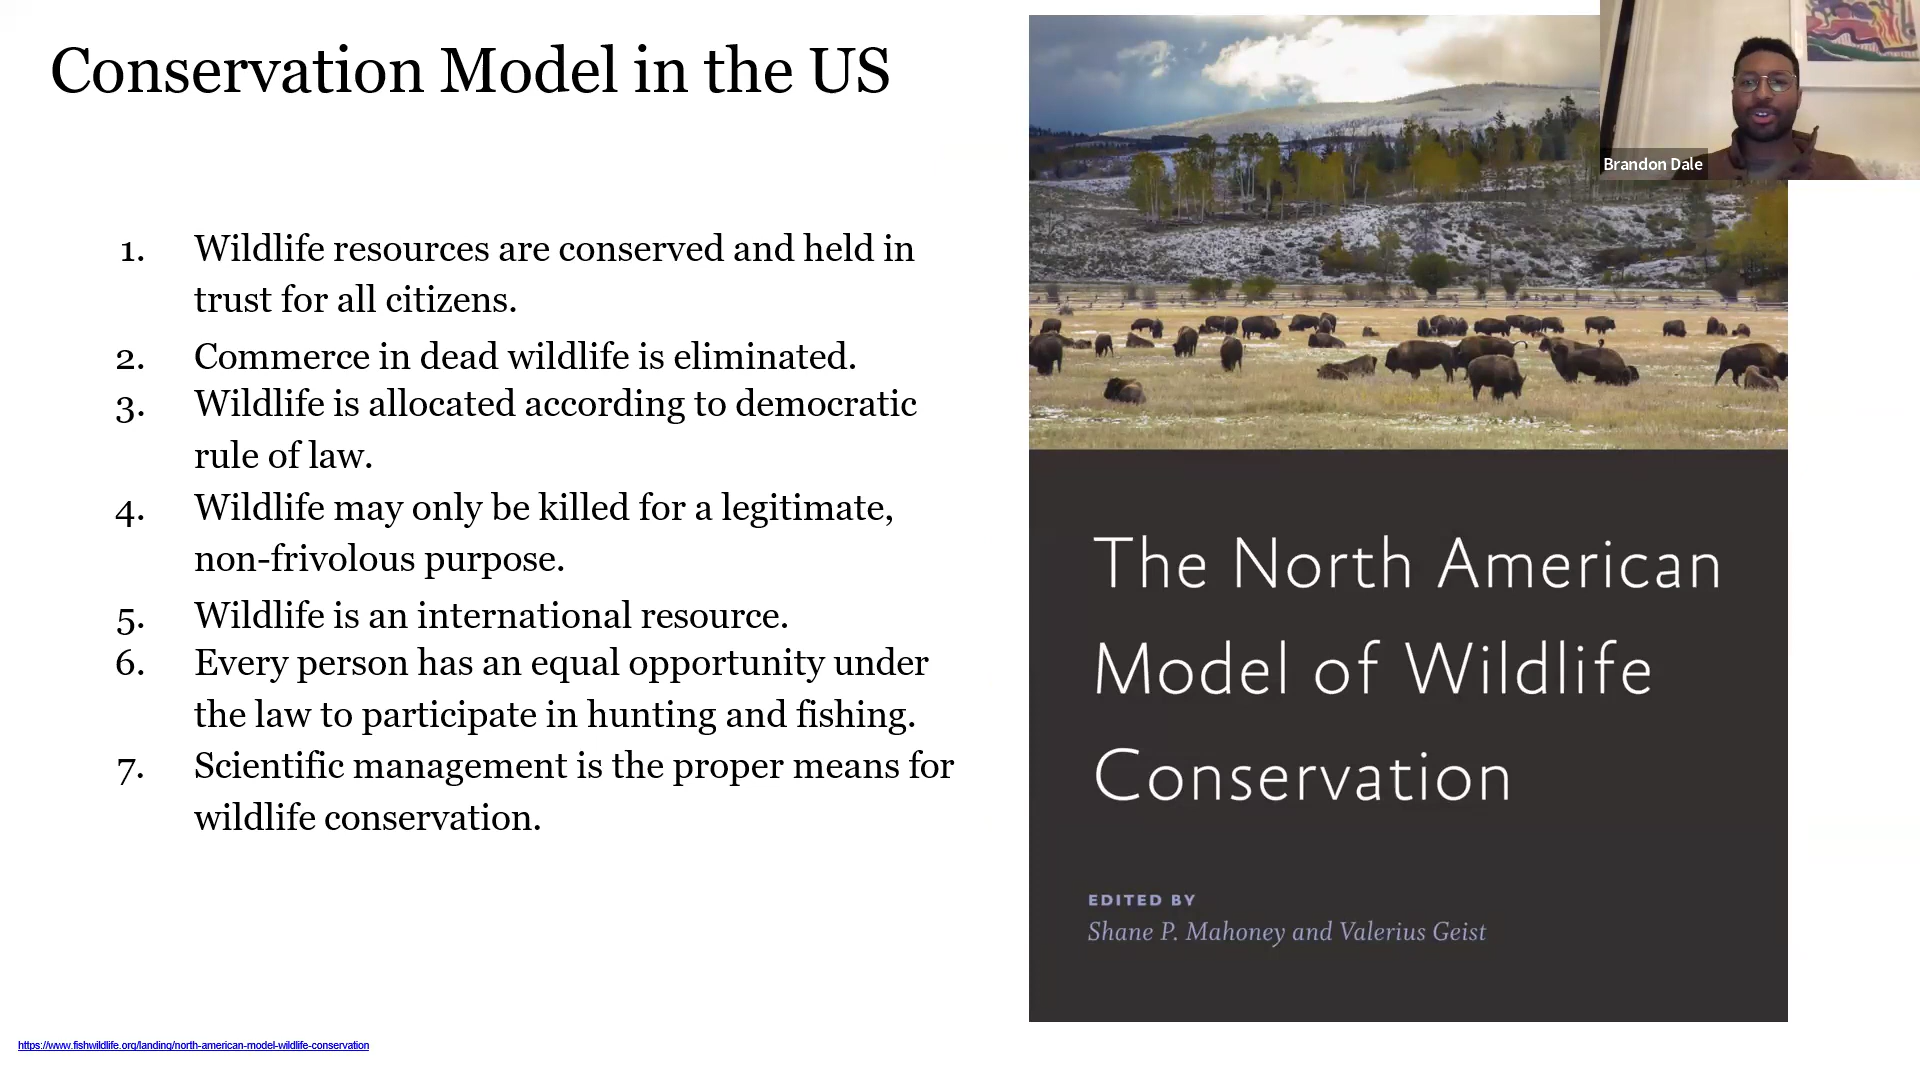 Conservation Model in the US
1. Wildlife resources are conserved and held in
trust for all citizens.
2. Commerce in dead wildlife is eliminated.
3. Wildlife is allocated according to democratic
rule of law.
4. Wildlife may only be killed for a legitimate,
non-frivolous purpose.
5. Wildlife is an international resource.
6. Every person has an equal opportunity under
the law to participate in hunting and fishing.
7. Scientific management is the proper means for
wildlife conservation.
https://www.fishwildlife.org/landing/north-american-model-wildlife-conservation
Brandon Dale
The North American
Model of Wildlife
Conservation
EDITED BY
Shane P. Mahoney and Valerius Geist